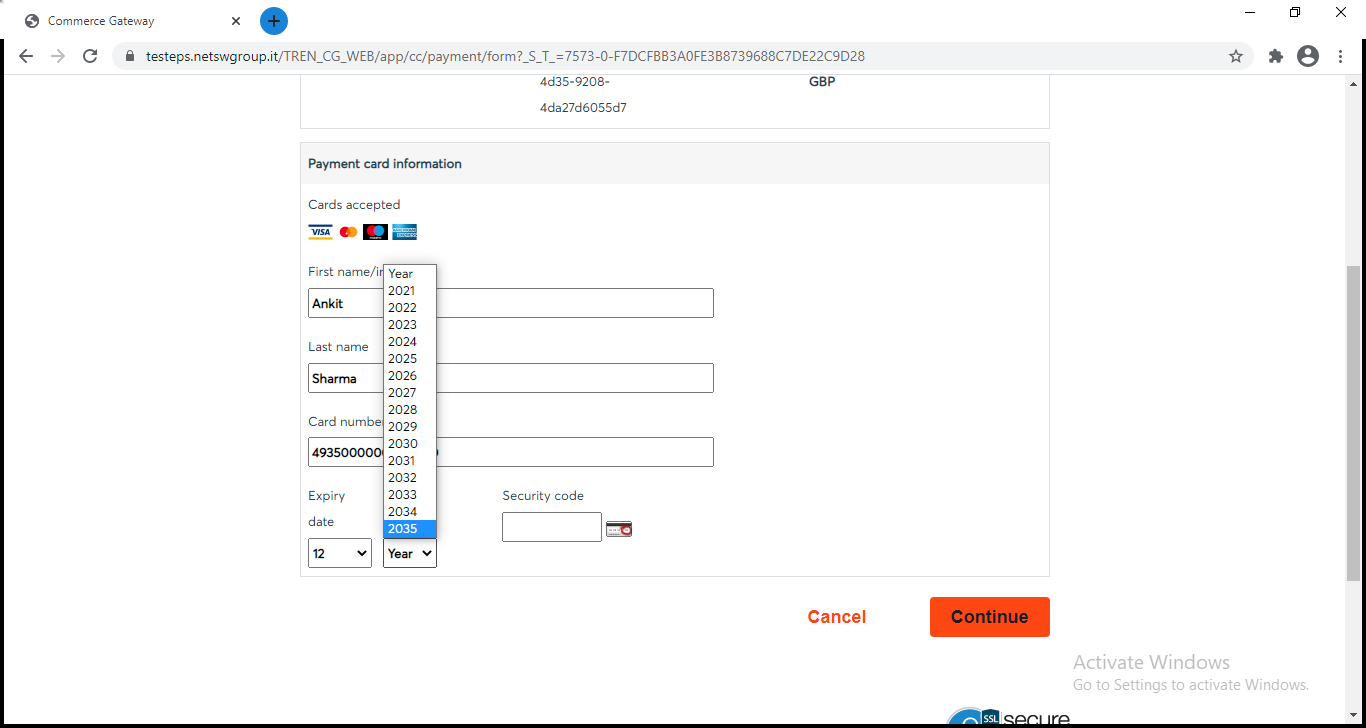 Commerce Gateway
testeps.netswgroup.it/TREN_CG_WEB/app/cc/payment/form?_S_T_=7573-0-F7DCFBB3A0FE3B8739688C7DE22C9D28
4d35-9208-
GBP
4da27d6055d7
Payment card information
Cards accepted
VISA
First name/i
Ankit
Last name
Sharma
Card numbe
493500000
Year
2021
2022
2023
2024
2025
2026
2027
2028
2029
2030
2031
2032
2033
2034
2035
Expiry
date
Security code
12
Year
Cancel
Continue
Activate Windows
Go to Settings to activate Windows.
SSL
secure